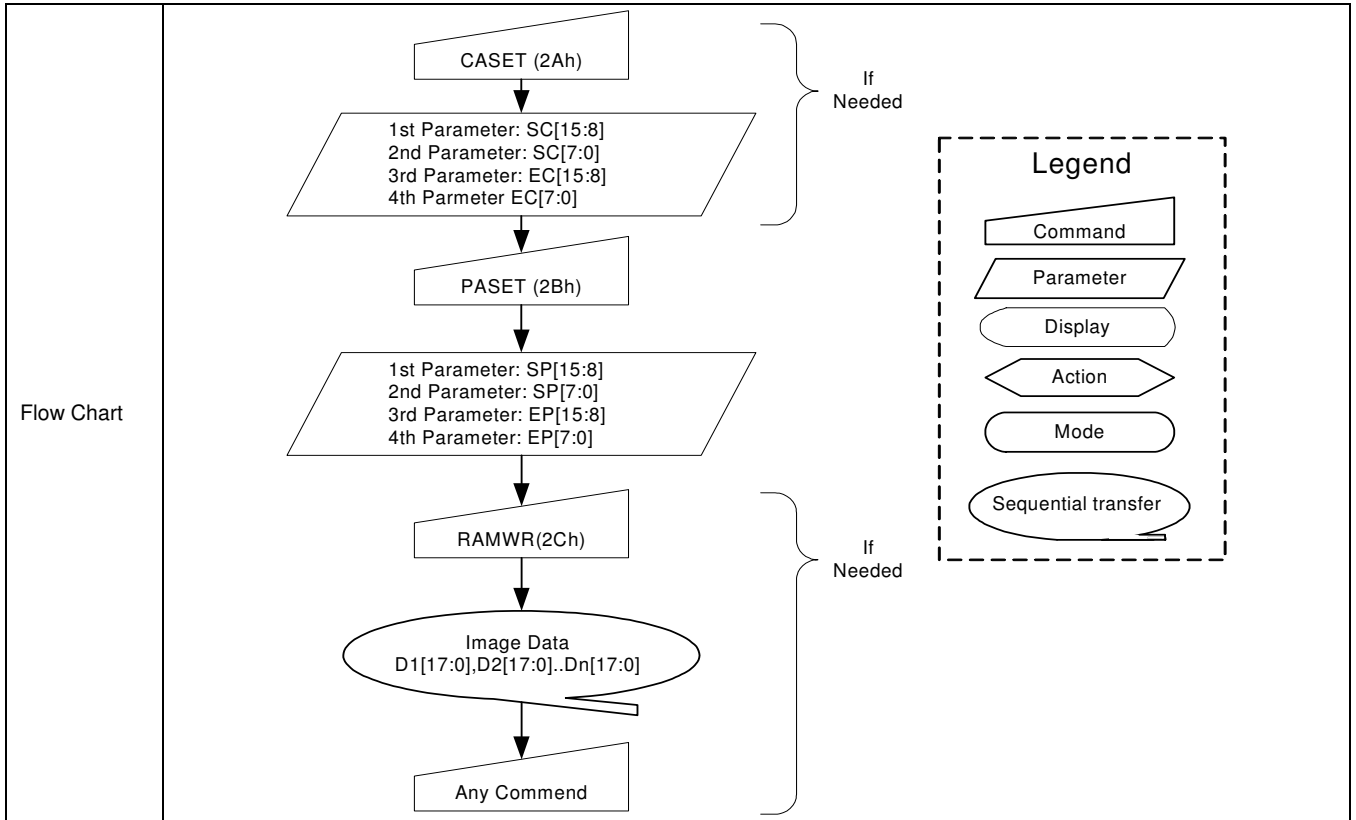 Flow Chart
CASET (2Ah)
If
Needed
1st Parameter: SC[15:8]
2nd Parameter: SC[7:0]
3rd Parameter: EC[15:8]
4th Parmeter EC[7:0]
PASET (2Bh)
1st Parameter: SP[15:8]
2nd Parameter: SP[7:0]
3rd Parameter: EP[15:8]
4th Parameter: EP[7:0]
RAMWR(2Ch)
If
Needed
Image Data
D1[17:0],D2[17:0]..Dn[17:0]
Any Commend
Legend
Command
Parameter
Display
Action
Mode
Sequential transfer